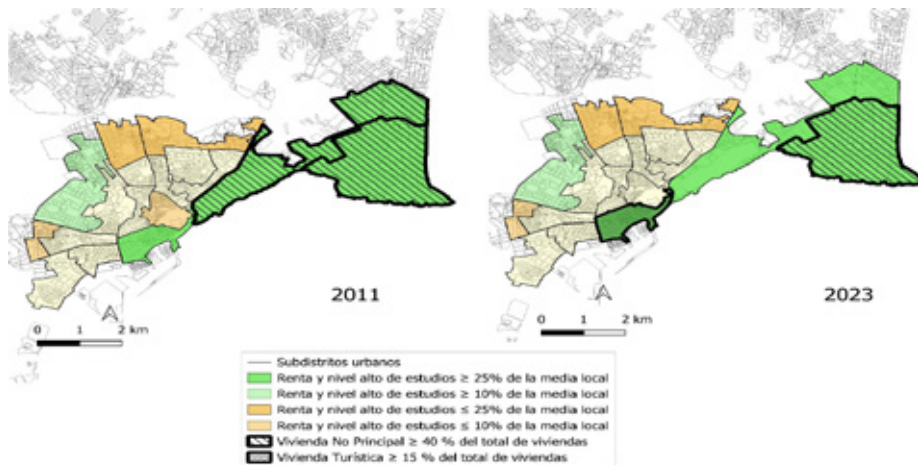 2011
2023
0 1 2 km
0 1 2 km
Subdistritos urbanos
Renta y nivel alto de estudios ≥ 25% de la media local
Renta y nivel alto de estudios ≥ 10% de la media local
Renta y nivel alto de estudios ≤ 25% de la media local
Renta y nivel alto de estudios ≤ 10% de la media local
Vivienda No Principal ≥ 40 % del total de viviendas
Vivienda Turística ≥ 15 % del total de viviendas